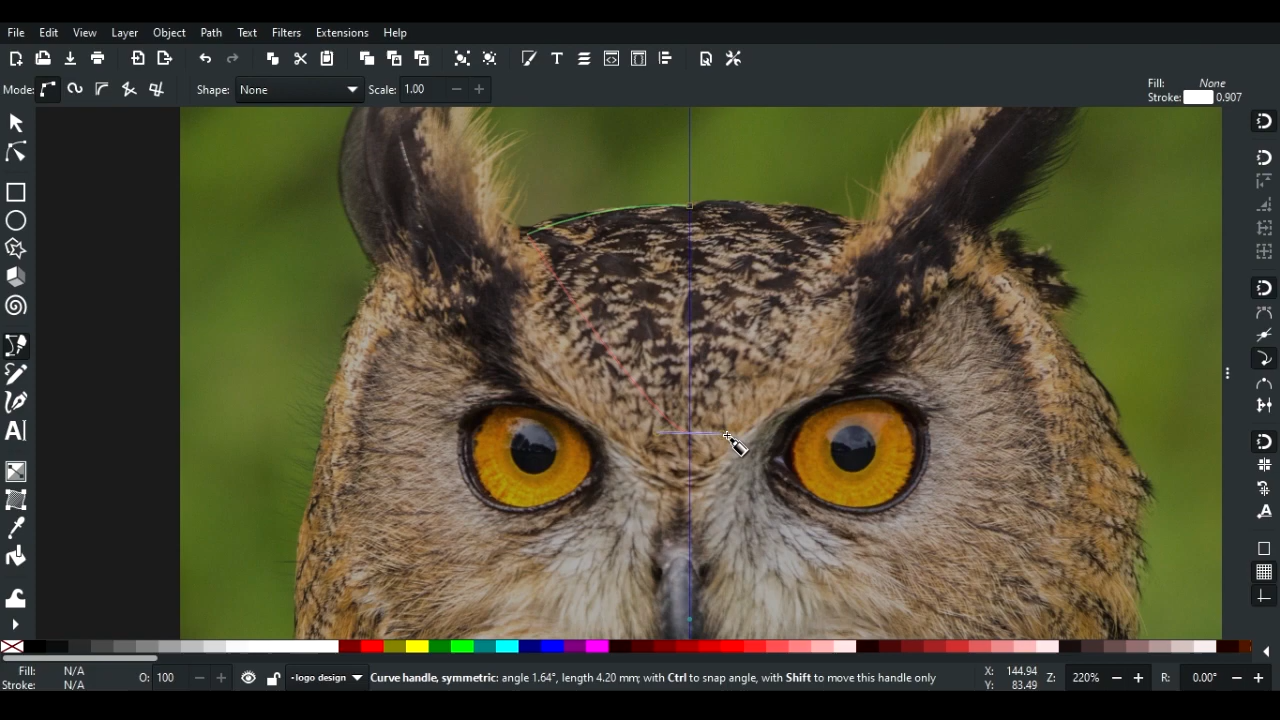 File Edit View Layer Object Path Text Filters Extensions Help
Mode: Shape: None Scale: 1.00 Fill: None
Stroke: 0.907
Fill: N/A O: 100 •logo design Curve handle, symmetric: angle 1.64°, length 4.20 mm; with Ctrl to snap angle, with Shift to move this handle only X: 144.94 Z: 220% R: 0.00°
Stroke: N/A Y: 83.49